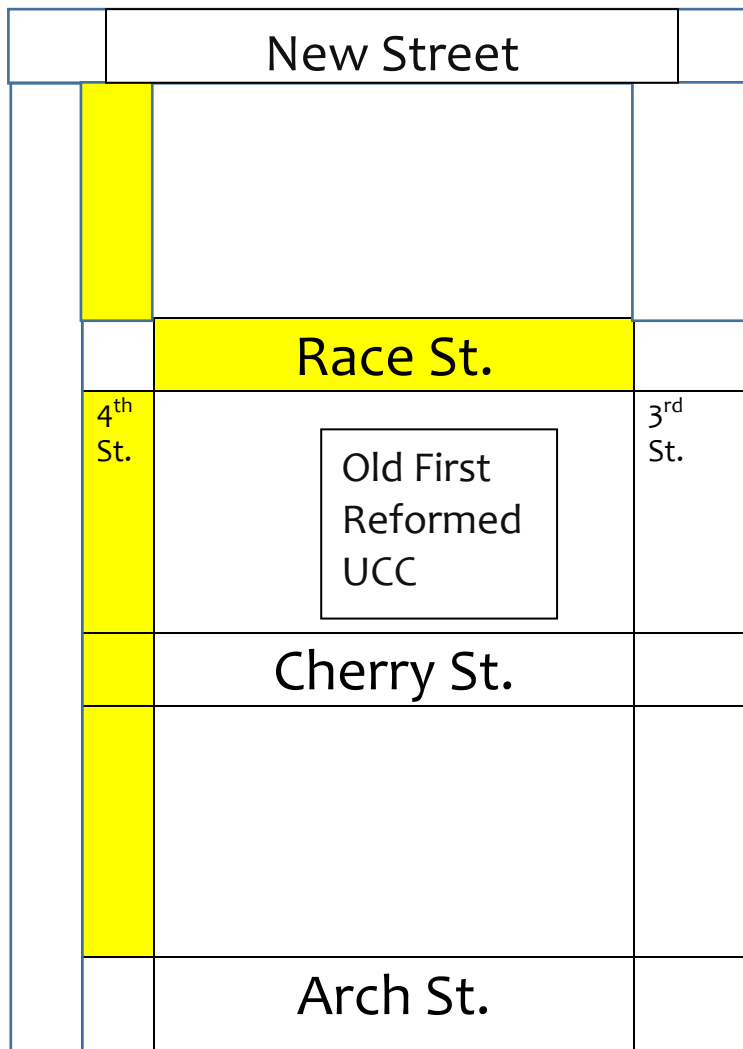 New Street
Race St.
4th
St.
3rd
St.
Old First
Reformed
UCC
Cherry St.
Arch St.